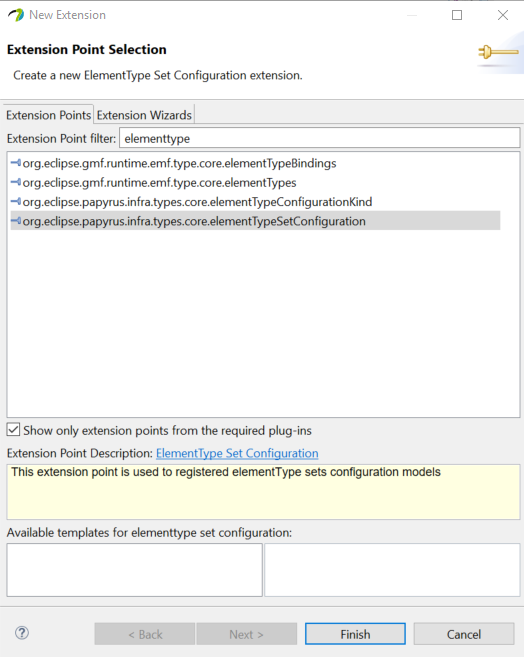 New Extension
Extension Point Selection
Create a new ElementType Set Configuration extension.
Extension Points Extension Wizards
Extension Point filter: elementtype
org.eclipse.gmf.runtime.emf.type.core.elementTypeBindings
org.eclipse.gmf.runtime.emf.type.core.elementTypes
org.eclipse.papyrus.infra.types.core.elementTypeConfigurationKind
org.eclipse.papyrus.infra.types.core.elementTypeSetConfiguration
Show only extension points from the required plug-ins
Extension Point Description: ElementType Set Configuration
This extension point is used to registered elementType sets configuration models
Available templates for elementtype set configuration:
? < Back Next > Finish Cancel